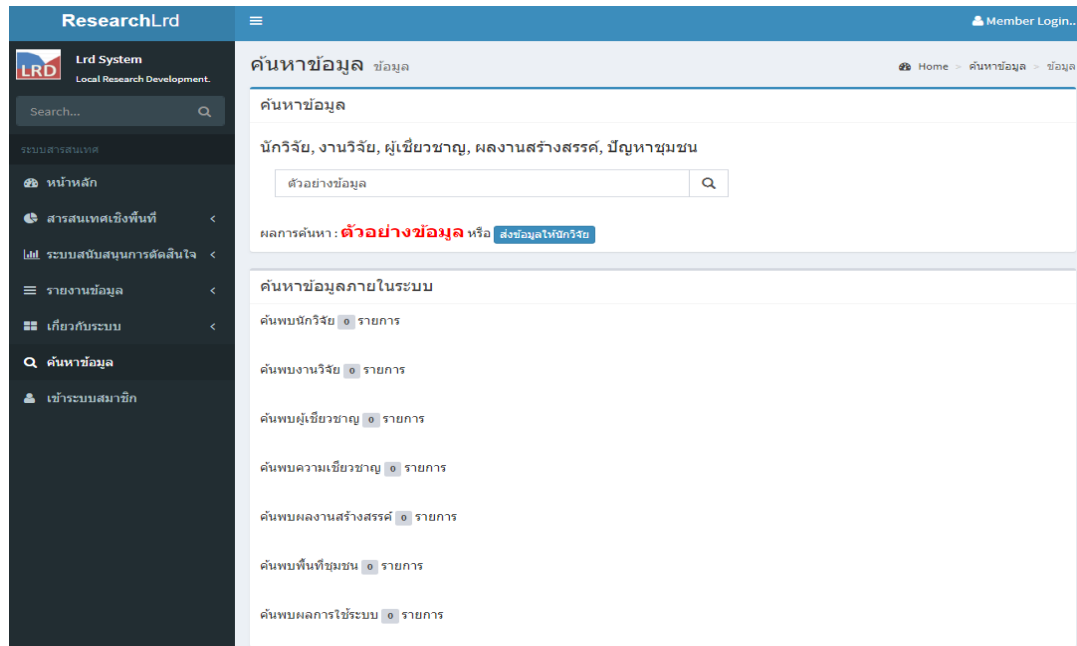 ResearchLrd
Member Login..
LRD
Lrd System
Local Research Development.
Search...
ระบบสารสนเทศ
หน้าหลัก
สารสนเทศเชิงพื้นที่
ระบบสนับสนุนการตัดสินใจ
รายงานข้อมูล
เกี่ยวกับระบบ
ค้นหาข้อมูล
เข้าระบบสมาชิก
ค้นหาข้อมูล ข้อมูล
Home > ค้นหาข้อมูล > ข้อมูล
ค้นหาข้อมูล
นักวิจัย, งานวิจัย, ผู้เชี่ยวชาญ, ผลงานสร้างสรรค์, ปัญหาชุมชน
ตัวอย่างข้อมูล
ผลการค้นหา : ตัวอย่างข้อมูล หรือ ส่งข้อมูลให้นักวิจัย
ค้นหาข้อมูลภายในระบบ
ค้นพบนักวิจัย 0 รายการ
ค้นพบงานวิจัย 0 รายการ
ค้นพบผู้เชี่ยวชาญ 0 รายการ
ค้นพบความเชี่ยวชาญ 0 รายการ
ค้นพบผลงานสร้างสรรค์ 0 รายการ
ค้นพบพื้นที่ชุมชน 0 รายการ
ค้นพบผลการใช้ระบบ 0 รายการ